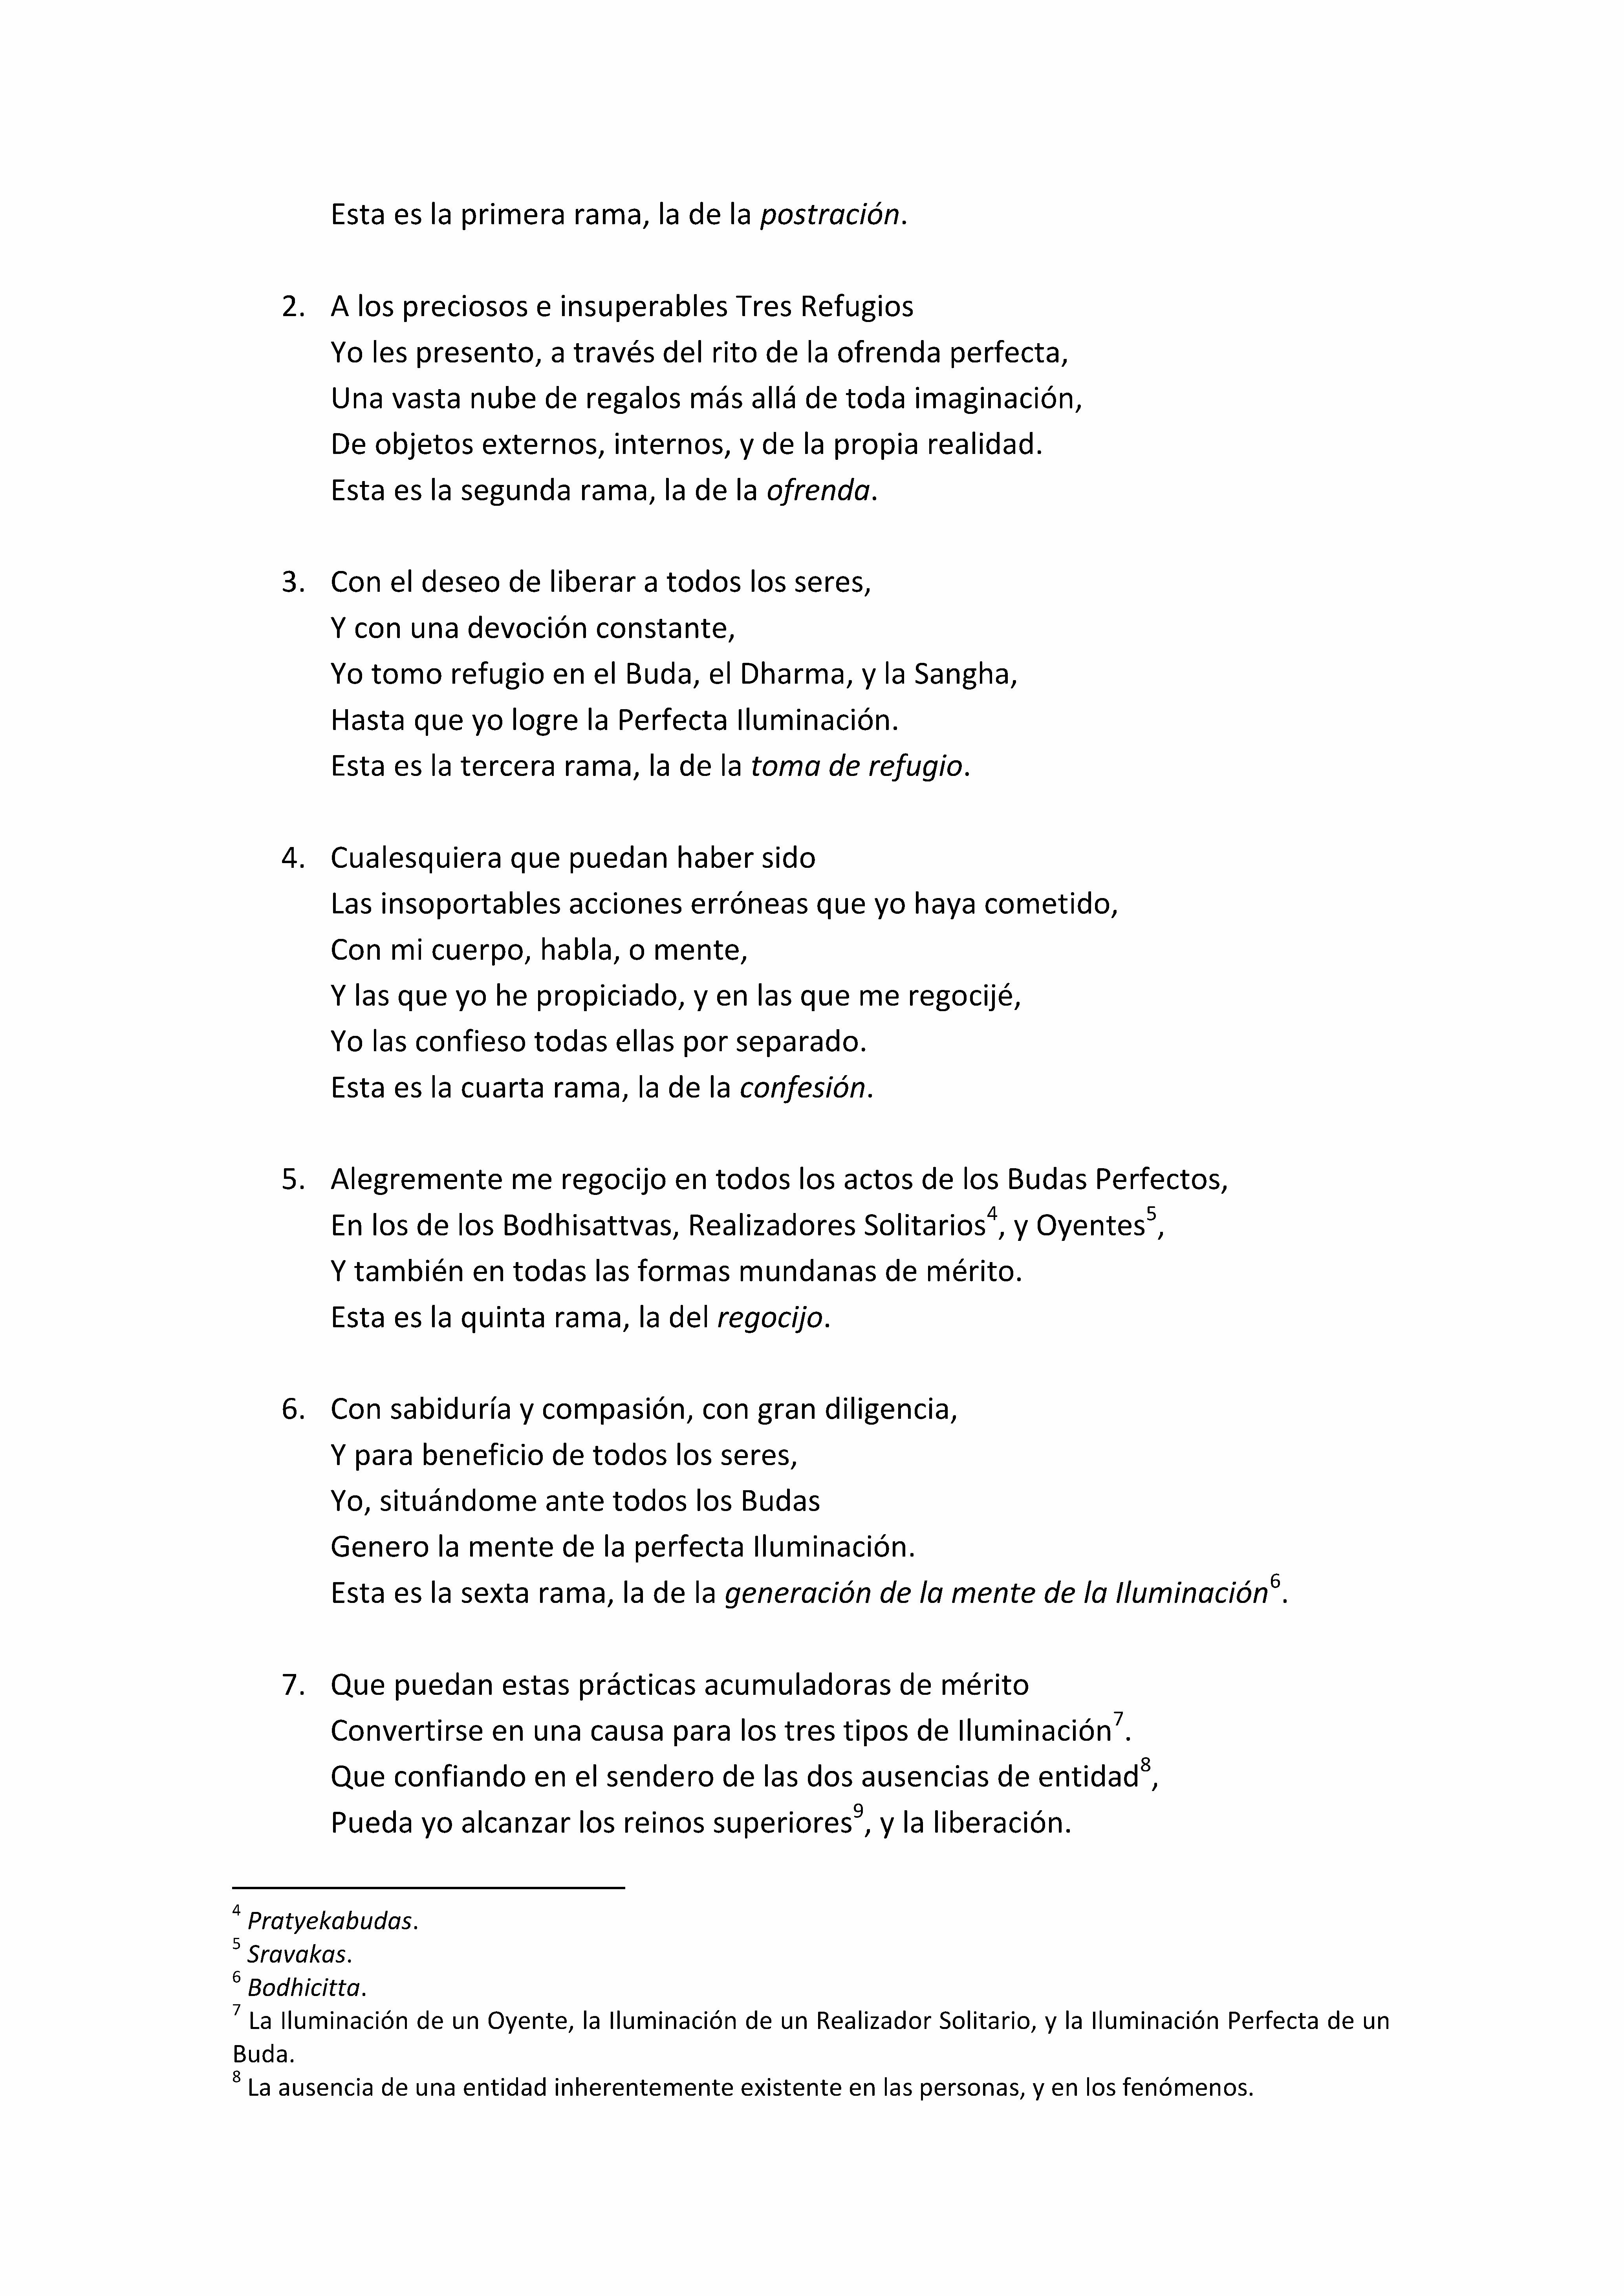 Esta es la primera rama, la de la postración.
2. A los preciosos e insuperables Tres Refugios
Yo les presento, a través del rito de la ofrenda perfecta,
Una vasta nube de regalos más allá de toda imaginación,
De objetos externos, internos, y de la propia realidad.
Esta es la segunda rama, la de la ofrenda.
3. Con el deseo de liberar a todos los seres,
Y con una devoción constante,
Yo tomo refugio en el Buda, el Dharma, y la Sangha,
Hasta que yo logre la Perfecta Iluminación.
Esta es la tercera rama, la de la toma de refugio.
4. Cualesquiera que puedan haber sido
Las insoportables acciones erróneas que yo haya cometido,
Con mi cuerpo, habla, o mente,
Y las que yo he propiciado, y en las que me regocijé,
Yo las confieso todas ellas por separado.
Esta es la cuarta rama, la de la confesión.
5. Alegremente me regocijo en todos los actos de los Budas Perfectos,
En los de los Bodhisattvas, Realizadores Solitarios⁴, y Oyentes⁵,
Y también en todas las formas mundanas de mérito.
Esta es la quinta rama, la del regocijo.
6. Con sabiduría y compasión, con gran diligencia,
Y para beneficio de todos los seres,
Yo, situándome ante todos los Budas
Genero la mente de la perfecta Iluminación.
Esta es la sexta rama, la de la generación de la mente de la Iluminación⁶.
7. Que puedan estas prácticas acumuladoras de mérito
Convertirse en una causa para los tres tipos de Iluminación⁷.
Que confiando en el sendero de las dos ausencias de entidad⁸,
Pueda yo alcanzar los reinos superiores⁹, y la liberación.
⁴ Pratyekabudas.
⁵ Sravakas.
⁶ Bodhicitta.
⁷ La Iluminación de un Oyente, la Iluminación de un Realizador Solitario, y la Iluminación Perfecta de un
Buda.
⁸ La ausencia de una entidad inherentemente existente en las personas, y en los fenómenos.